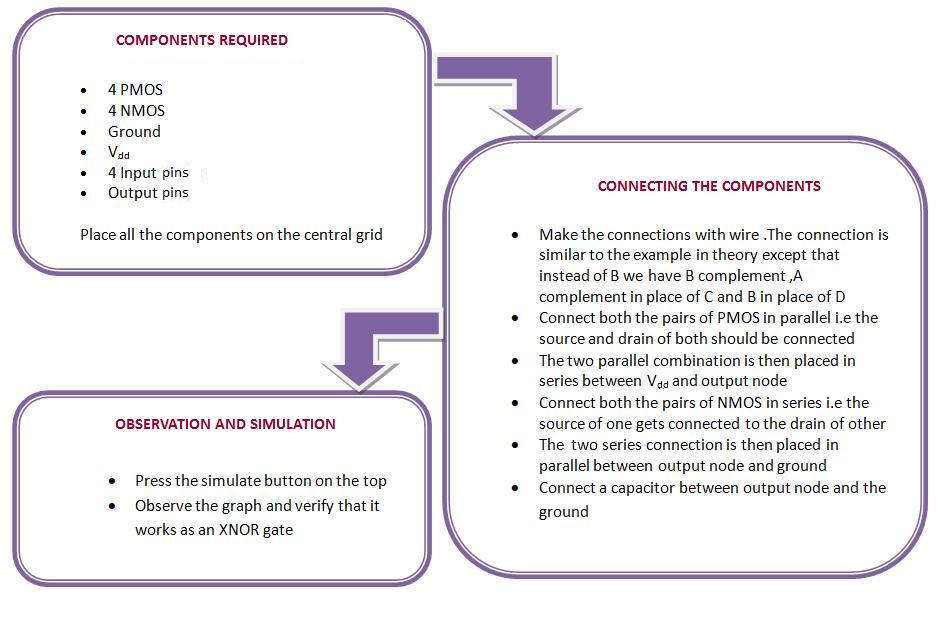 COMPONENTS REQUIRED
• 4 PMOS
• 4 NMOS
• Ground
• Vdd
• 4 Input pins
• Output pins
Place all the components on the central grid
CONNECTING THE COMPONENTS
• Make the connections with wire .The connection is
similar to the example in theory except that
instead of B we have B complement ,A
complement in place of C and B in place of D
• Connect both the pairs of PMOS in parallel i.e the
source and drain of both should be connected
• The two parallel combination is then placed in
series between Vdd and output node
• Connect both the pairs of NMOS in series i.e the
source of one gets connected to the drain of other
• The two series connection is then placed in
parallel between output node and ground
• Connect a capacitor between output node and the
ground
OBSERVATION AND SIMULATION
• Press the simulate button on the top
• Observe the graph and verify that it
works as an XNOR gate